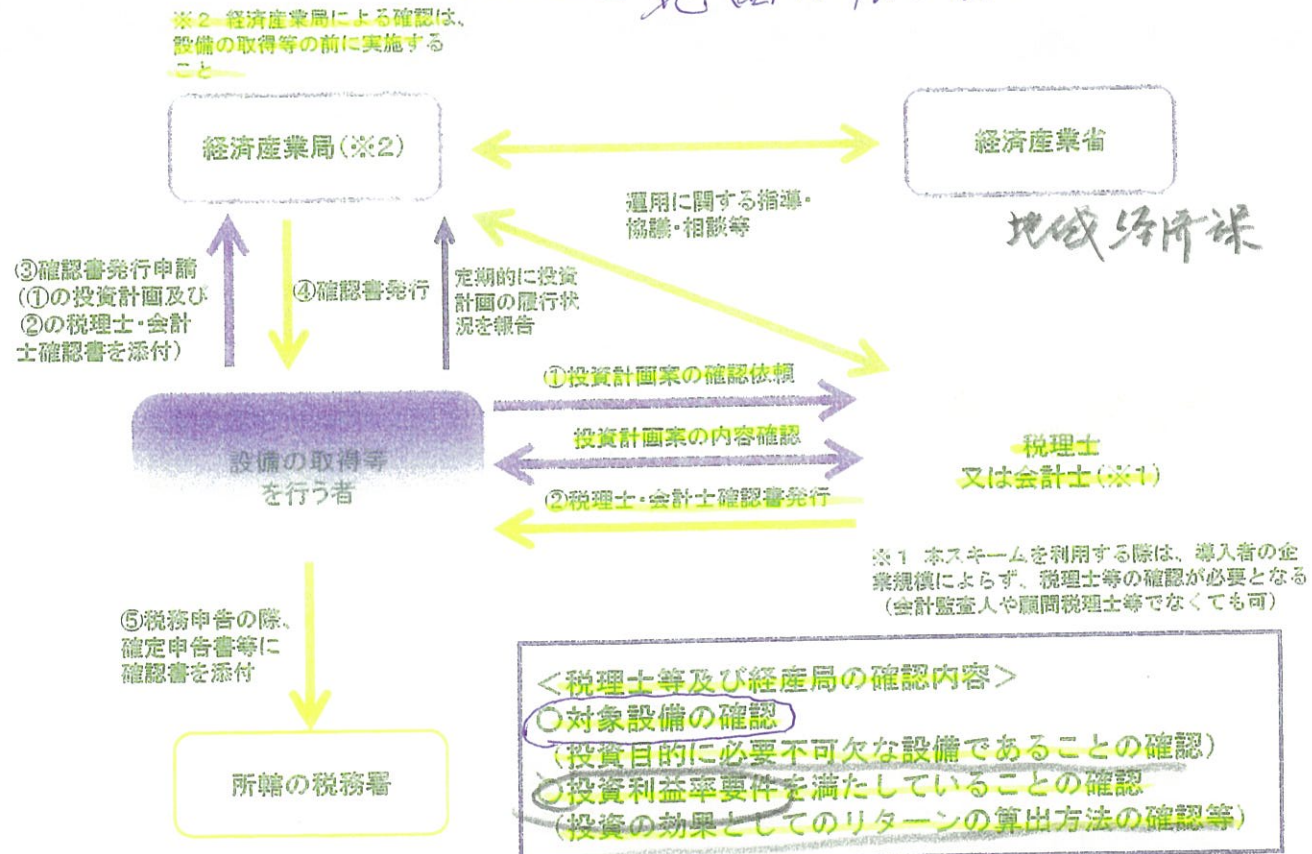 ※2 経済産業局による確認は、
設備の取得等の前に実施する
こと
経済産業局(※2)
経済産業省
運用に関する指導・
協議・相談等
地域経済課
③確認書発行申請
(①の投資計画及び
②の税理士・会計
士確認書を添付)
④確認書発行
定期的に投資
計画の履行状
況を報告
①投資計画案の確認依頼
投資計画案の内容確認
②税理士・会計士確認書発行
設備の取得等
を行う者
税理士
又は会計士(※1)
※1 本スキームを利用する際は、導入者の企
業規模によらず、税理士等の確認が必要となる
(会計監査人や顧問税理士等でなくても可)
⑤税務申告の際、
確定申告書等に
確認書を添付
所轄の税務署
<税理士等及び経産局の確認内容>
○対象設備の確認
(投資目的に必要不可欠な設備であることの確認)
○投資利益率要件を満たしていることの確認
(投資の効果としてのリターンの算出方法の確認等)